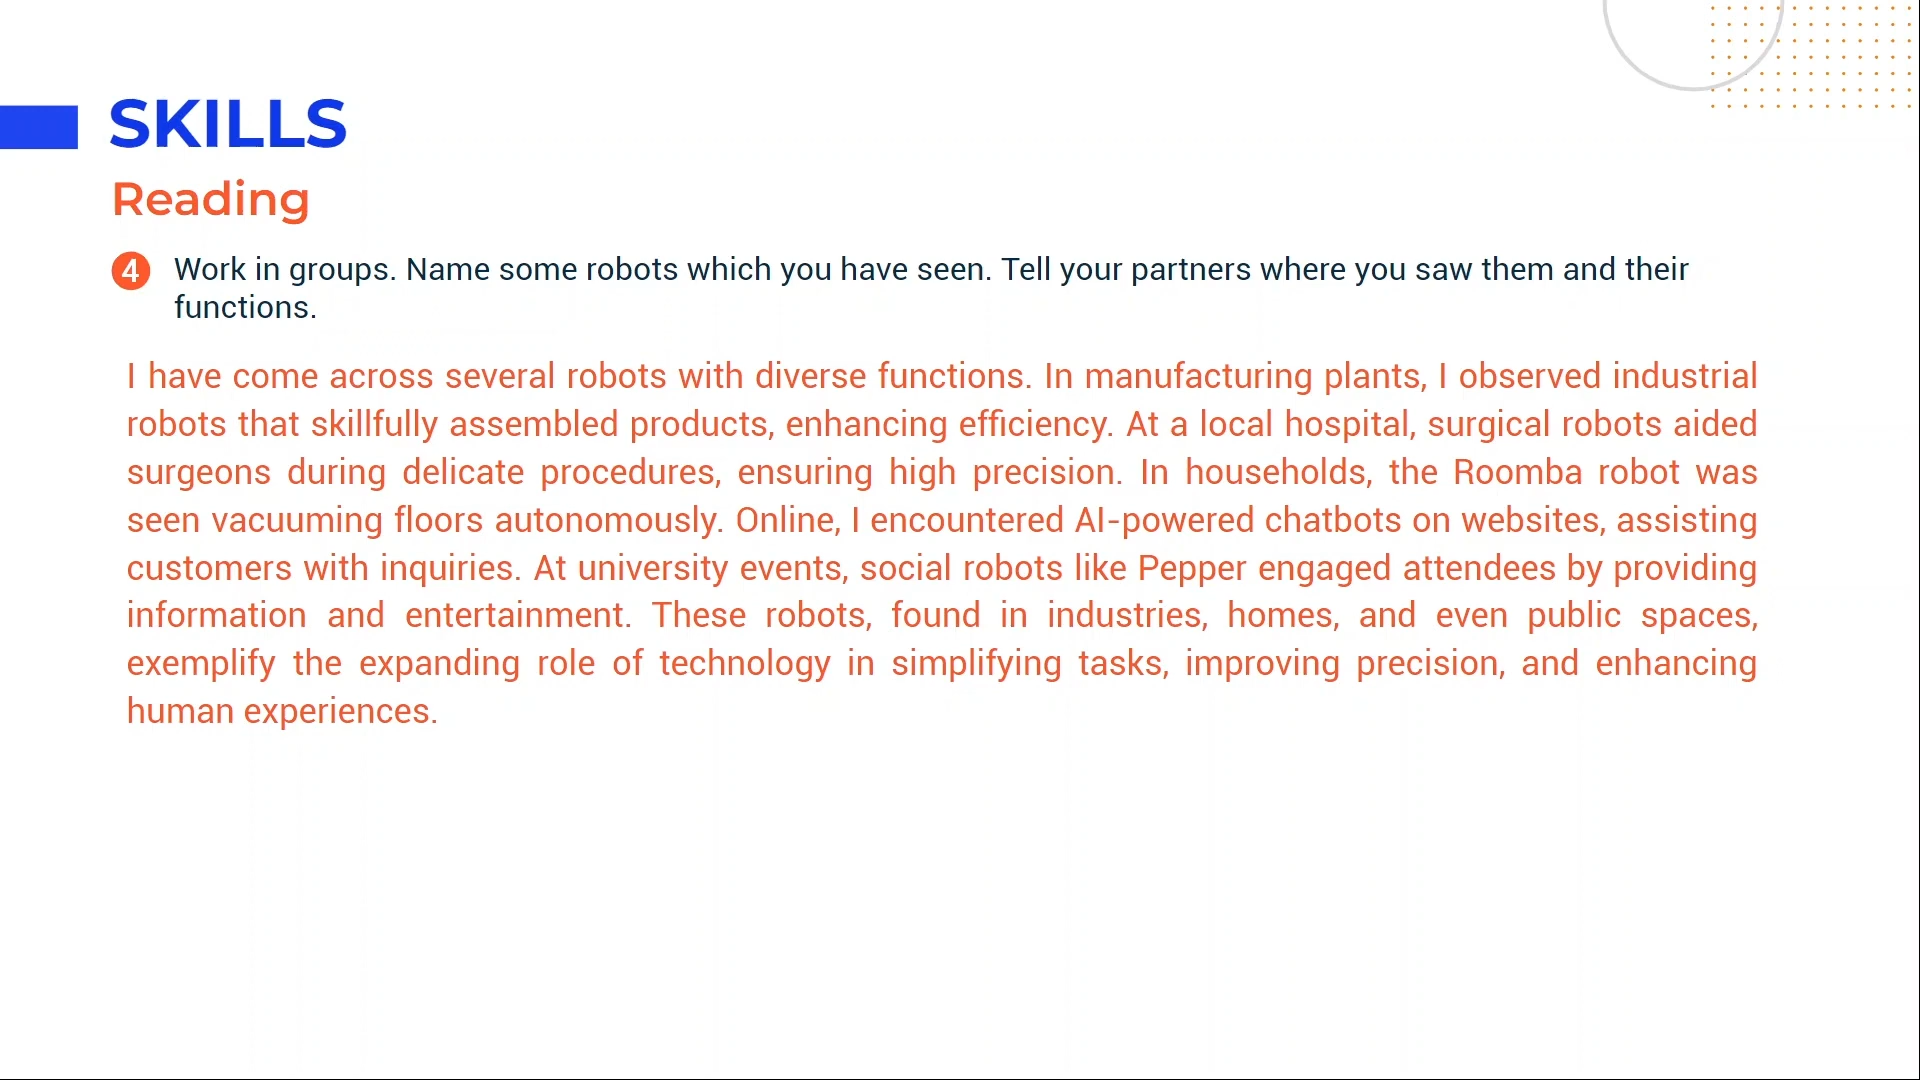 SKILLS
Reading
4 Work in groups. Name some robots which you have seen. Tell your partners where you saw them and their
functions.
I have come across several robots with diverse functions. In manufacturing plants, I observed industrial
robots that skillfully assembled products, enhancing efficiency. At a local hospital, surgical robots aided
surgeons during delicate procedures, ensuring high precision. In households, the Roomba robot was
seen vacuuming floors autonomously. Online, I encountered AI-powered chatbots on websites, assisting
customers with inquiries. At university events, social robots like Pepper engaged attendees by providing
information and entertainment. These robots, found in industries, homes, and even public spaces,
exemplify the expanding role of technology in simplifying tasks, improving precision, and enhancing
human experiences.